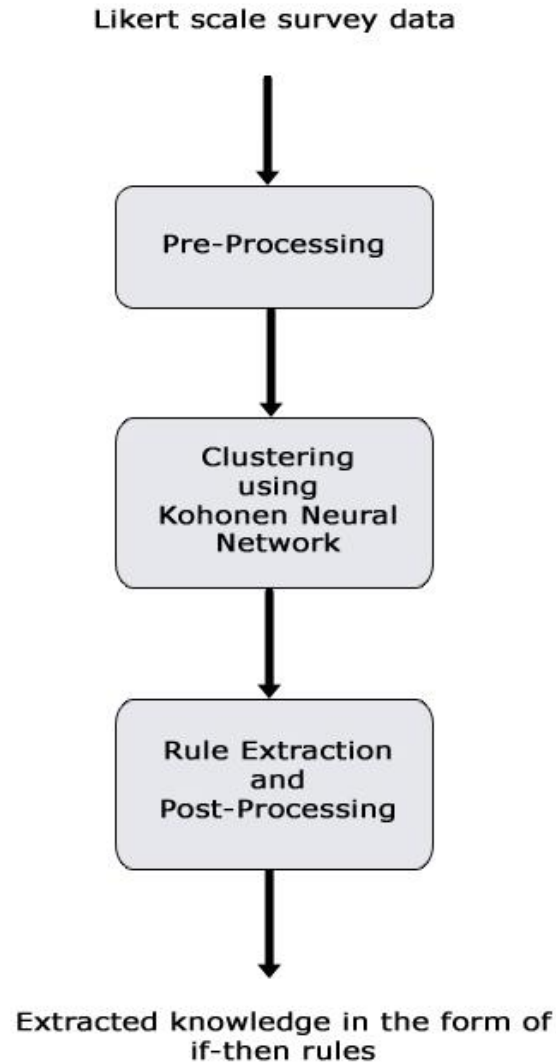 Likert scale survey data
Pre-Processing
Clustering
using
Kohonen Neural
Network
Rule Extraction
and
Post-Processing
Extracted knowledge in the form of
if-then rules